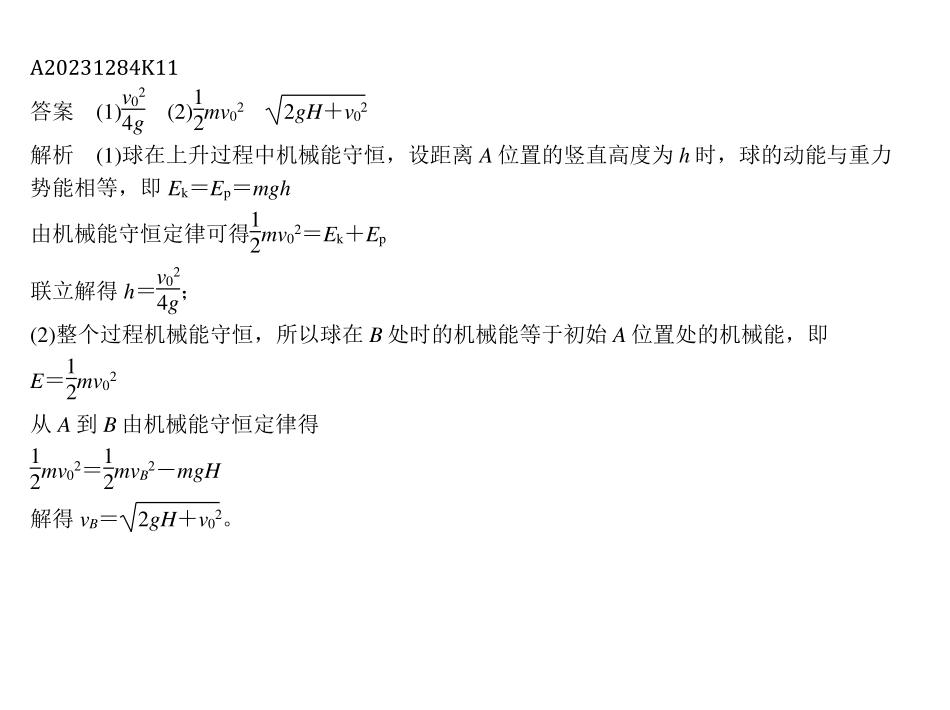 A20231284K11
答案　(1)$\frac{v_0^2}{4g}$　(2)$\frac{1}{2}mv_0^2$　$\sqrt{2gH+v_0^2}$
解析　(1)球在上升过程中机械能守恒，设距离 A 位置的竖直高度为 h 时，球的动能与重力
势能相等，即 $E_k=E_p=mgh$
由机械能守恒定律可得$\frac{1}{2}mv_0^2=E_k+E_p$
联立解得 $h=\frac{v_0^2}{4g}$；
(2)整个过程机械能守恒，所以球在 B 处时的机械能等于初始 A 位置处的机械能，即
$E=\frac{1}{2}mv_0^2$
从 A 到 B 由机械能守恒定律得
$\frac{1}{2}mv_0^2=\frac{1}{2}mv_B^2-mgH$
解得 $v_B=\sqrt{2gH+v_0^2}$。